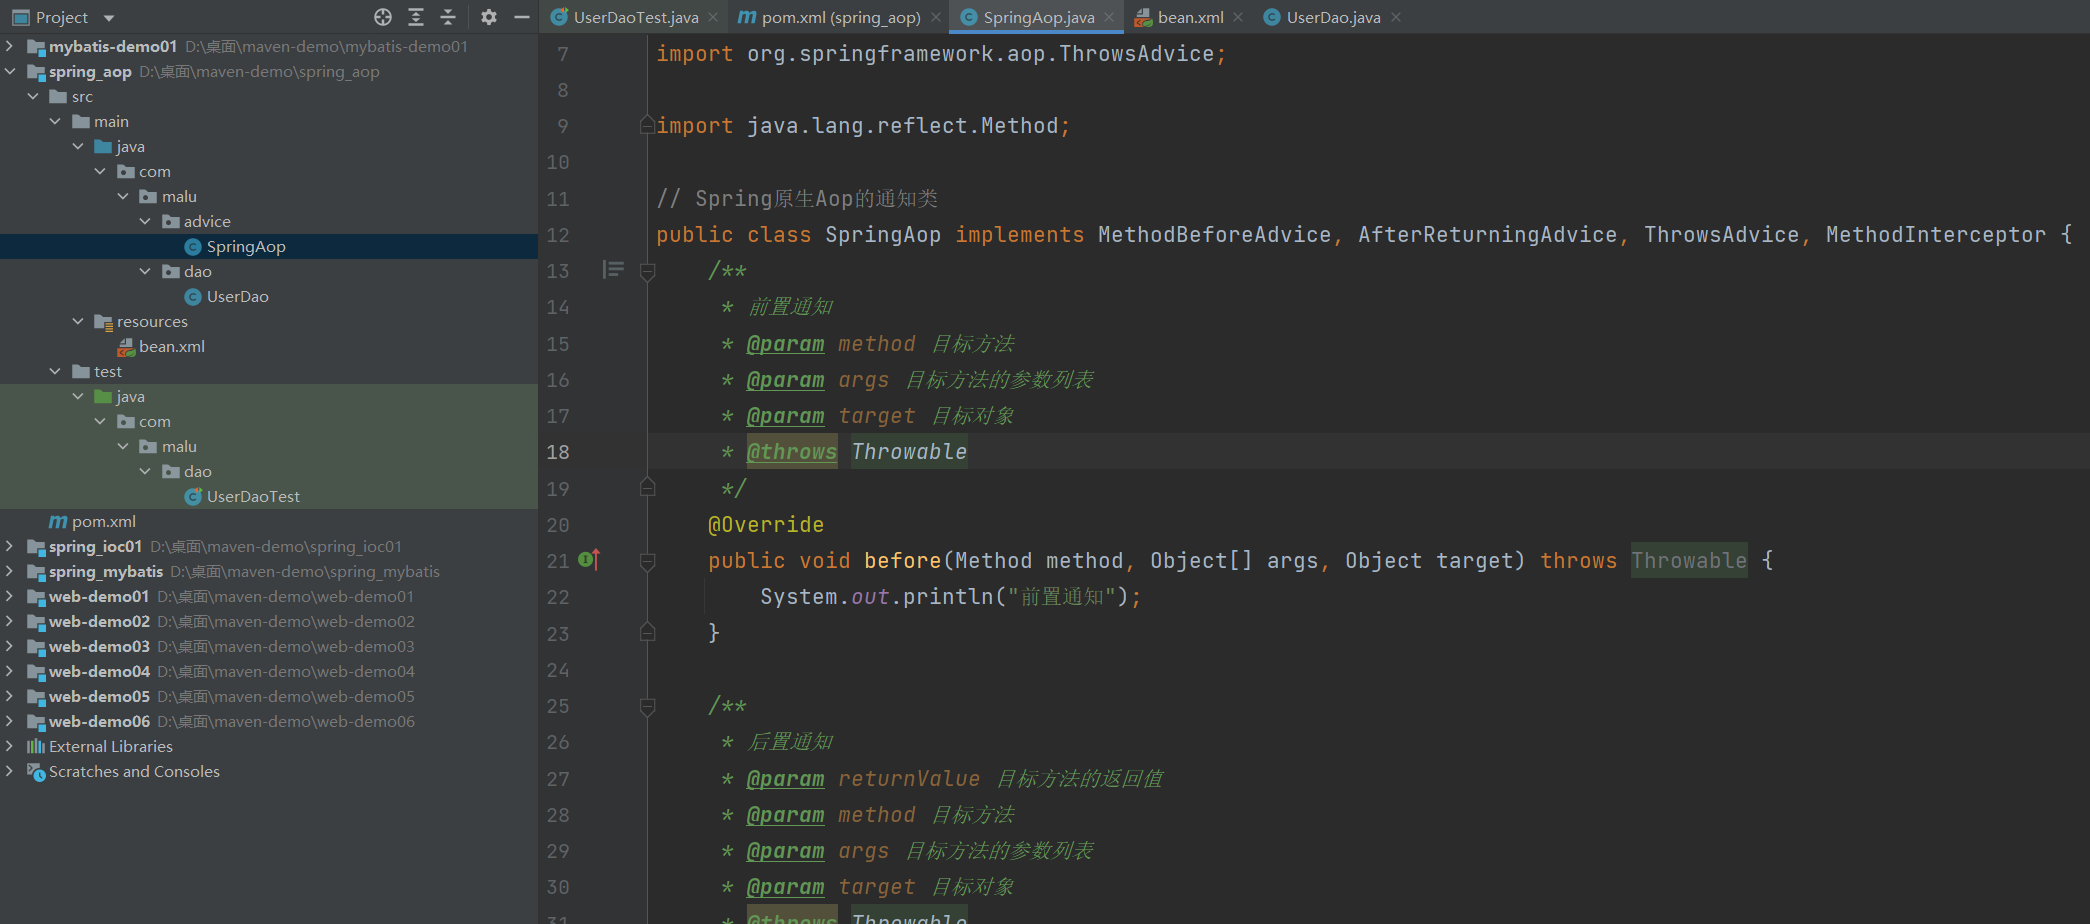 Project
mybatis-demo01 D:\桌面\maven-demo\mybatis-demo01
spring_aop D:\桌面\maven-demo\spring_aop
src
main
java
com
malu
advice
SpringAop
dao
UserDao
resources
bean.xml
test
java
com
malu
dao
UserDaoTest
pom.xml
spring_ioc01 D:\桌面\maven-demo\spring_ioc01
spring_mybatis D:\桌面\maven-demo\spring_mybatis
web-demo01 D:\桌面\maven-demo\web-demo01
web-demo02 D:\桌面\maven-demo\web-demo02
web-demo03 D:\桌面\maven-demo\web-demo03
web-demo04 D:\桌面\maven-demo\web-demo04
web-demo05 D:\桌面\maven-demo\web-demo05
web-demo06 D:\桌面\maven-demo\web-demo06
External Libraries
Scratches and Consoles
UserDaoTest.java × pom.xml (spring_aop) × SpringAop.java × bean.xml × UserDao.java ×
7 import org.springframework.aop.ThrowsAdvice;
8
9 import java.lang.reflect.Method;
10
11 // Spring原生Aop的通知类
12 public class SpringAop implements MethodBeforeAdvice, AfterReturningAdvice, ThrowsAdvice, MethodInterceptor {
13 /**
14 * 前置通知
15 * @param method 目标方法
16 * @param args 目标方法的参数列表
17 * @param target 目标对象
18 * @throws Throwable
19 */
20 @Override
21 public void before(Method method, Object[] args, Object target) throws Throwable {
22 System.out.println("前置通知");
23 }
24
25 /**
26 * 后置通知
27 * @param returnValue 目标方法的返回值
28 * @param method 目标方法
29 * @param args 目标方法的参数列表
30 * @param target 目标对象
31 * @throws Throwable